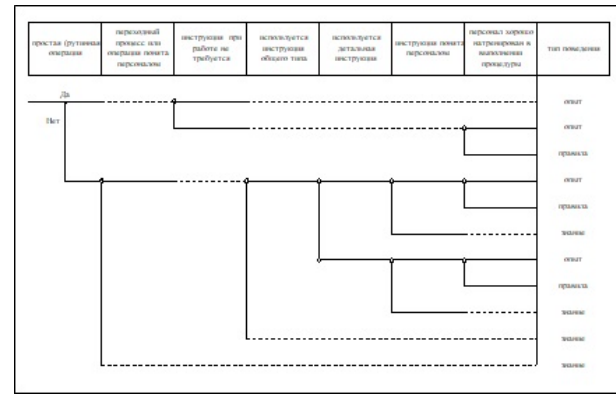 простая (рутинная
операция
переходный
процесс или
операция понята
персоналом
инструкция при
работе не
требуется
используется
инструкция
общего типа
используется
детальная
инструкция
инструкция понята
персоналом
персонал хорошо
натренирован в
выполнении
процедуры
тип поведения
Да
Нет
опыт
опыт
правила
опыт
правила
знание
опыт
правила
знание
знание
знание